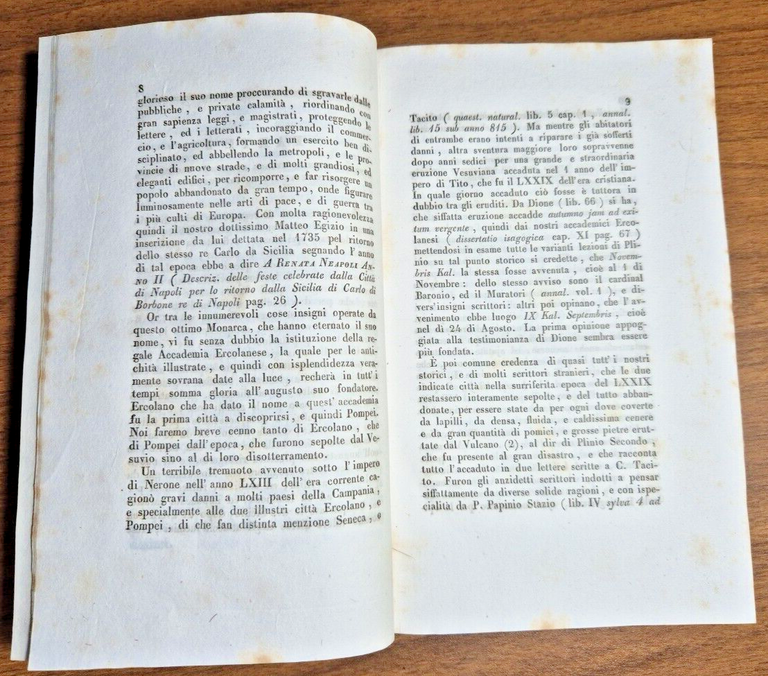 8
glorioso il suo nome proccurando di sgravarle dalle
pubbliche , e private calamità , riordinando con
gran sapienza leggi , e magistrati , proteggendo le
lettere , ed i letterati , incoraggiando il commer-
cio , e l'agricoltura , formando un esercito ben di-
sciplinato , ed abbellendo la metropoli , e le pro-
vincie di nuove strade , e di molti grandiosi , ed
eleganti edifici , per ricomporre , e far risorgere un
popolo abbandonato da gran tempo , onde figurare
luminosamente nelle arti di pace , e di guerra tra
i più culti di Europa. Con molta ragionevolezza
quindi il nostro dottissimo Matteo Egizio in una
inserizione da lui dettata nel 1735 pel ritorno
dello stesso re Carlo da Sicilia segnando l'anno
di tal epoca ebbe a dire A RENATA NEAPOLI AN-
NO II ( Descriz. delle feste celebrate dalla Città
di Napoli per lo ritorno dalla Sicilia di Carlo di
Borbone re di Napoli pag. 26 ) .
Or tra le innumerevoli cose insigni operate da
questo ottimo Monarca, che hanno eternato il suo
nome, vi fu senza dubbio la istituzione della re-
gale Accademia Ercolanese , la quale per le anti-
chità illustrate , e quindi con isplendidezza vera-
mente sovrana date alla luce , recherà in tutt' i
tempi somma gloria all'augusto suo fondatore.
Ercolano che ha dato il nome a quest'accademia
fu la prima città a discoprirsi , e quindi Pompei.
Noi faremo breve cenno tanto di Ercolano , che
di Pompei dall'epoca, che furono sepolte dal Ve-
suvio sino al di loro disotterramento.
Un terribile tremuoto avvenuto sotto l'impero
di Nerone nell'anno LXIII dell'era corrente ca-
gionò gravi danni a molti paesi della Campania ,
e specialmente alle due illustri città Ercolano , e
Pompei , di che fan distinta menzione Seneca , e
9
Tacito ( quaest. natural. lib. 5 cap. 1 , annal.
lib. 15 sub anno 815 ) . Ma mentre gli abitatori
di entrambe erano intenti a riparare i già sofferti
danni , altra sventura maggiore loro sopravvenne
dopo anni sedici per una grande e straordinaria
eruzione Vesuviana accaduta nel 1 anno dell'im-
pero di Tito, che fu il LXXIX dell'era cristiana.
In quale giorno accaduto ciò fosse è tuttora in
dubbio tra gli eruditi. Da Dione ( lib. 66 ) si ha,
che siffatta eruzione accadde autumno jam ad exi-
tum vergente , quindi dai nostri accademici Erco-
lanesi ( dissertatio isagogica cap. XI pag. 67 )
mettendosi in esame tutte le varianti lezioni di Pli-
nio su tal punto storico si credette, che Novem-
bris Kal. la stessa fosse avvenuta , cioè al 1 di
Novembre : dello stesso avviso sono il cardinal
Baronio, ed il Muratori ( annal. vol. 1 ), e di-
vers'insigni scrittori : altri poi opinano, che l'av-
venimento ebbe luogo IX Kal. Septembris , cioè
nel dì 24 di Agosto. La prima opinione appog-
giata alla testimonianza di Dione sembra essere
più fondata.
E poi comune credenza di quasi tutt' i nostri
storici , e di molti scrittori stranieri, che le due
indicate città nella surriferita epoca del LXXIX
restassero interamente sepolte , e del tutto abban-
donate, per essere state da per ogni dove coverte
da lapilli , da densa, fluida , e caldissima cenere
e da gran quantità di pomici , e grosse pietre erut-
tate dal Vulcano (2), al dir di Plinio Secondo ,
che fu presente al gran disastro , e che racconta
tutto l'accaduto in due lettere scritte a C. Taci-
to. Furon gli anzidetti scrittori indotti a pensar
siffattamente da diverse solide ragioni , e con ispe-
cialità da P. Papinio Stazio ( lib. IV sylva 4 ad